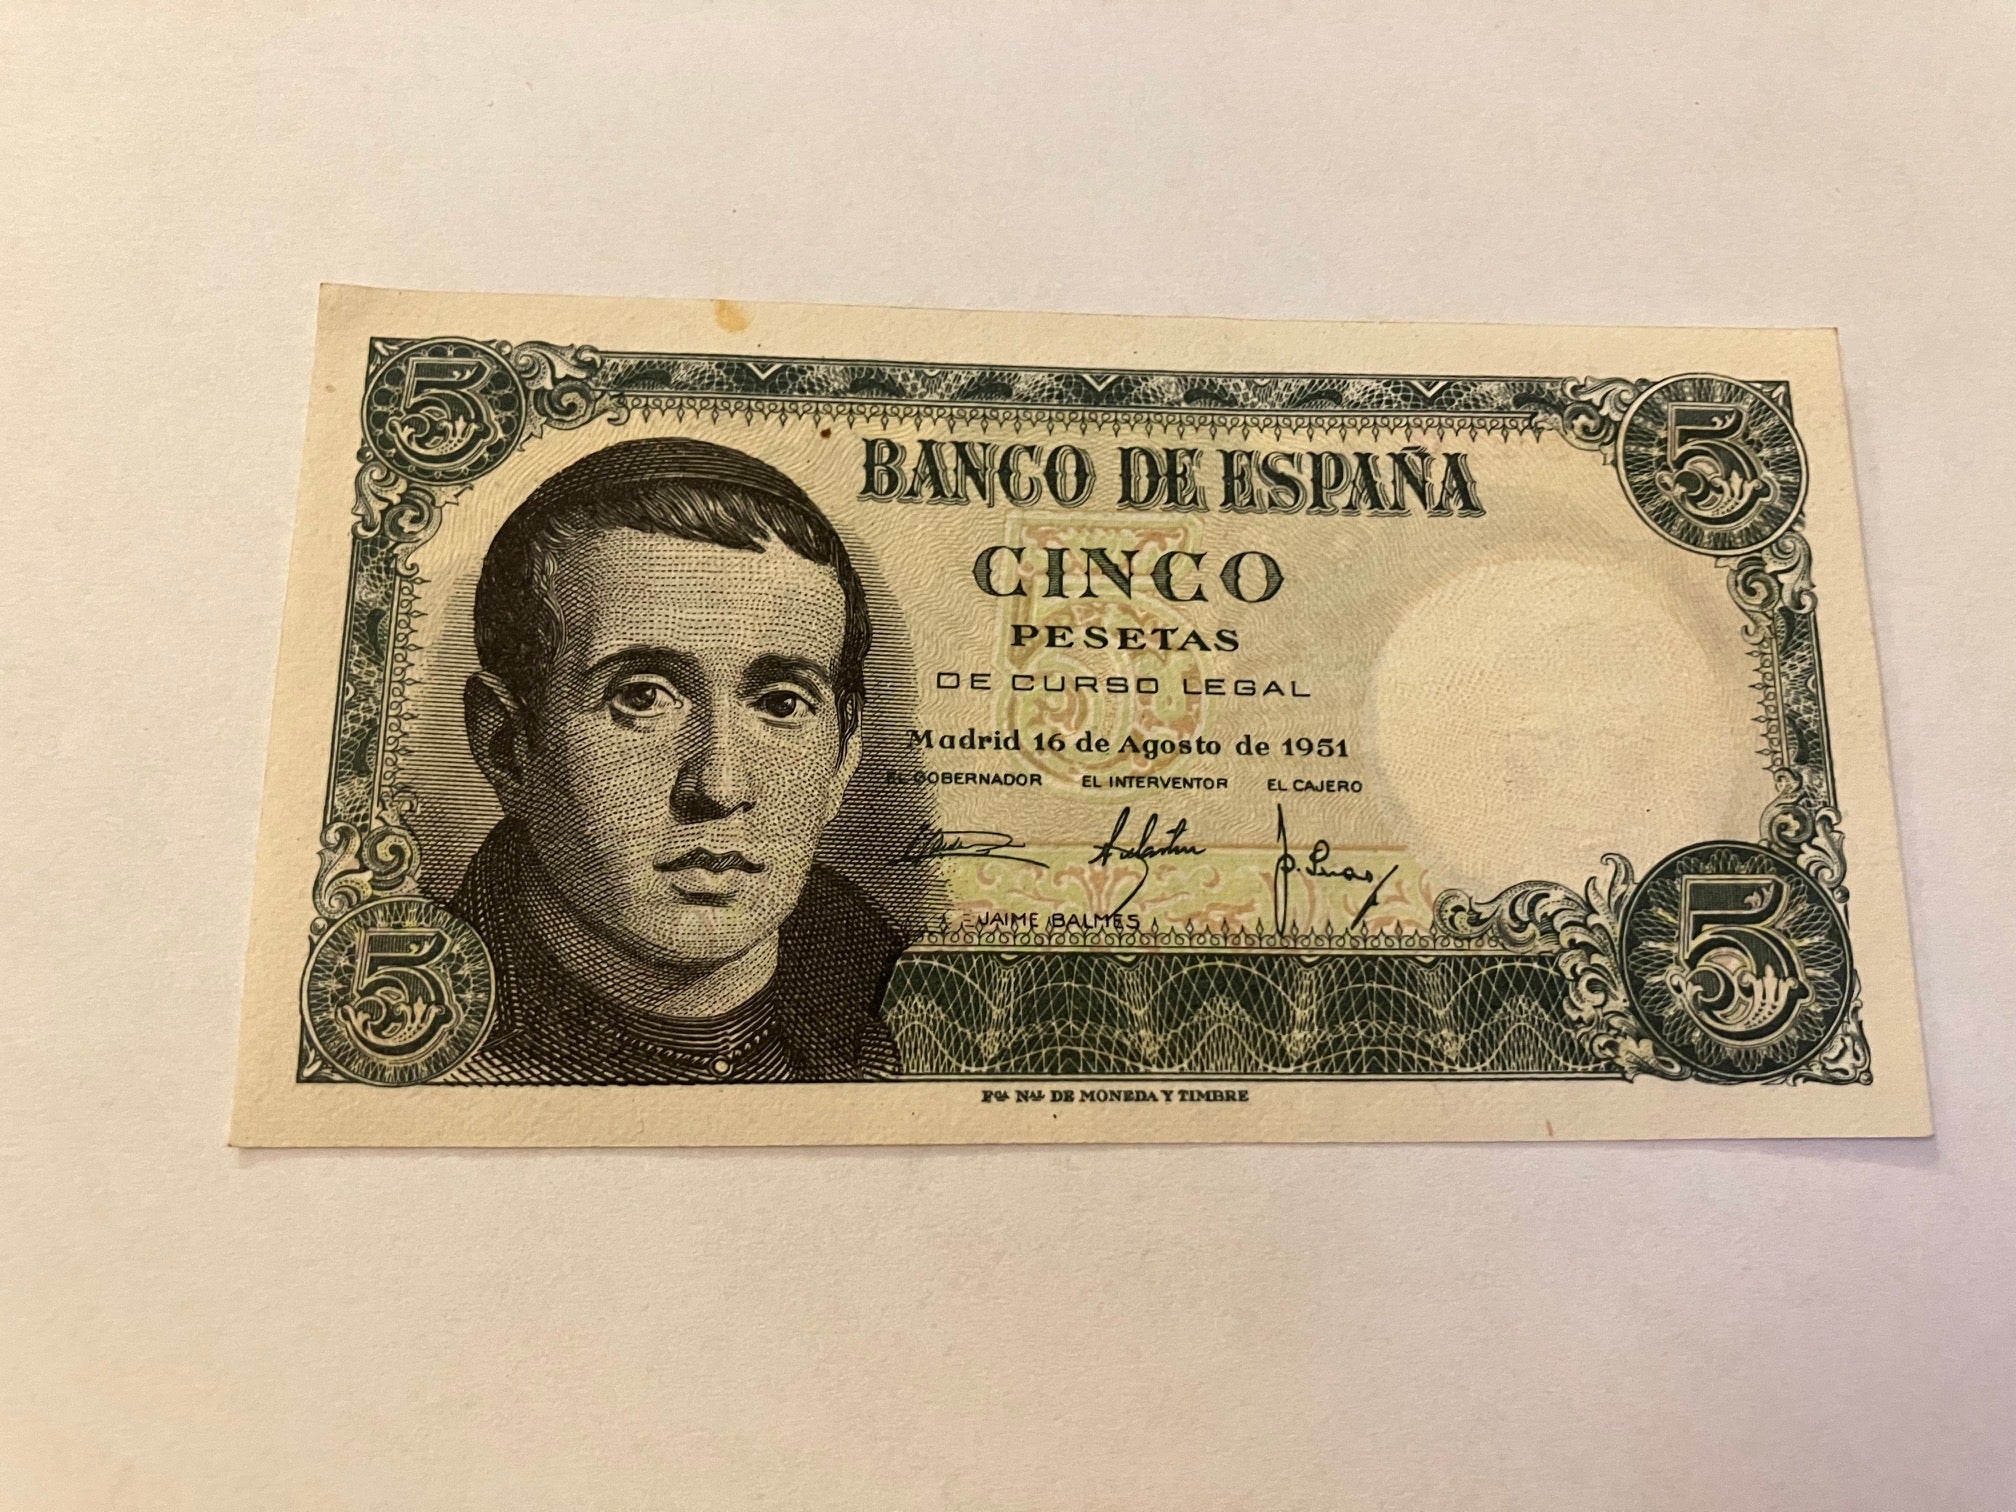 5
5
BANCO DE ESPAÑA
CINCO
PESETAS
DE CURSO LEGAL
Madrid 16 de Agosto de 1951
EL GOBERNADOR EL INTERVENTOR EL CAJERO
JAIME BALMES
5
5
Fca NAL DE MONEDA Y TIMBRE